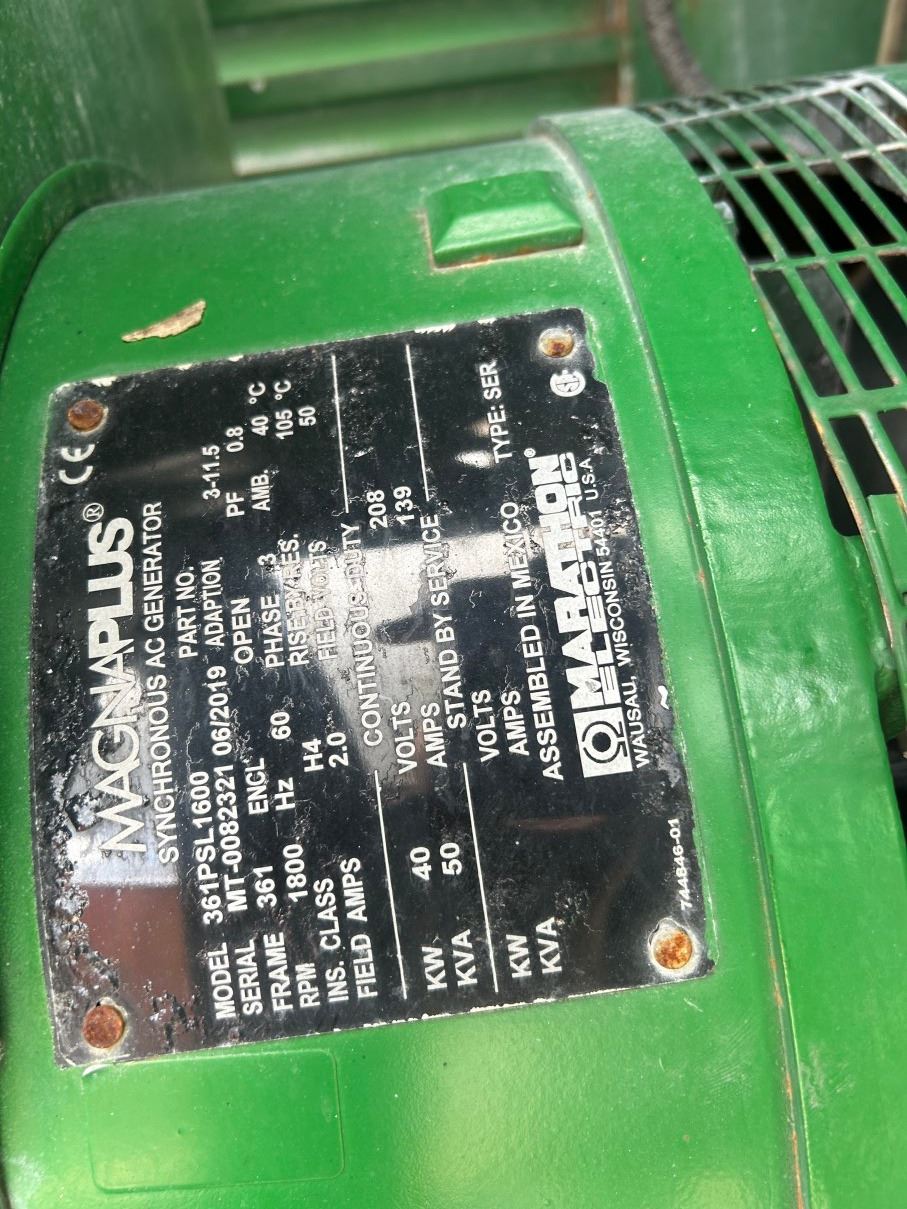 CE
MAGNAPLUS®
SYNCHRONOUS AC GENERATOR
MODEL 361PSL1600 PART NO.
SERIAL MT-0082321 06/2019 ADAPTION 3-11.5
FRAME 361 ENCL OPEN PF 0.8
RPM 1800 Hz 60 PHASE 3 AMB. 40 °C
INS. CLASS H4 RISE BY RES. 105 °C
FIELD AMPS 2.0 FIELD VOLTS 50
CONTINUOUS DUTY
KW 40 VOLTS 208
KVA 50 AMPS 139
STAND BY SERVICE
KW VOLTS
KVA AMPS
ASSEMBLED IN MEXICO TYPE: SER
MARATHON®
ELECTRIC
WAUSAU, WISCONSIN 54401 U.S.A.
744846-01